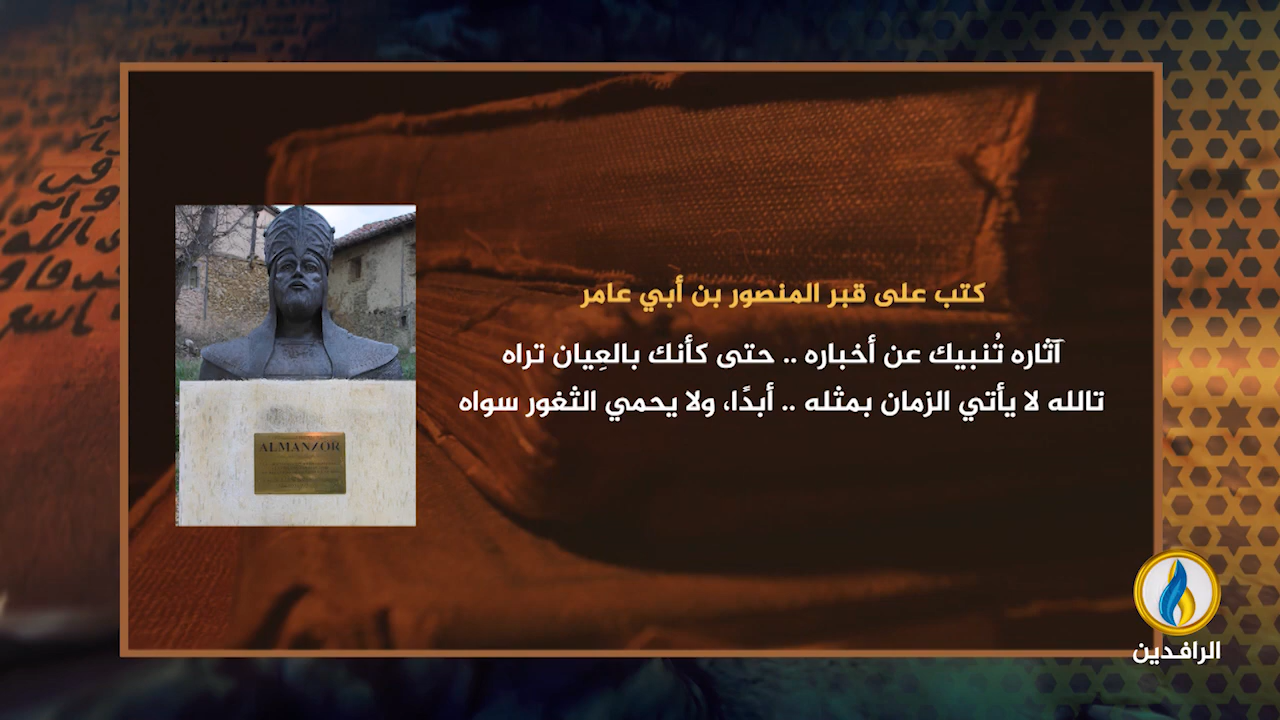 كتب على قبر المنصور بن أبي عامر
آثاره تُنبيك عن أخباره .. حتى كأنك بالعِيان تراه
تالله لا يأتي الزمان بمثله .. أبدًا، ولا يحمي الثغور سواه
ALMANZOR
الرافدين